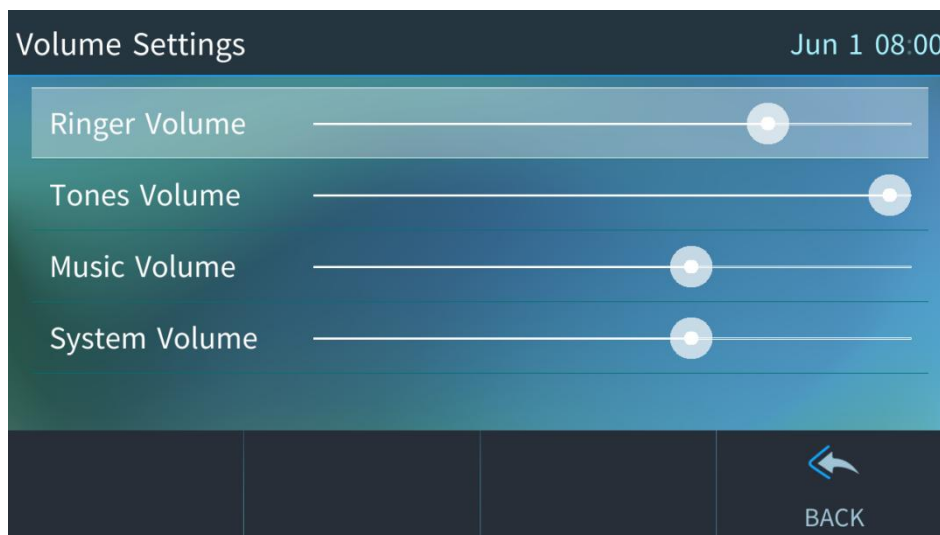 Volume Settings
Jun 1 08:00
Ringer Volume
Tones Volume
Music Volume
System Volume
BACK